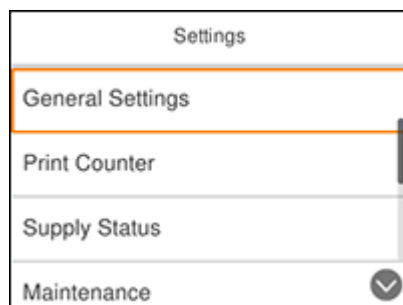 Settings
General Settings
Print Counter
Supply Status
Maintenance